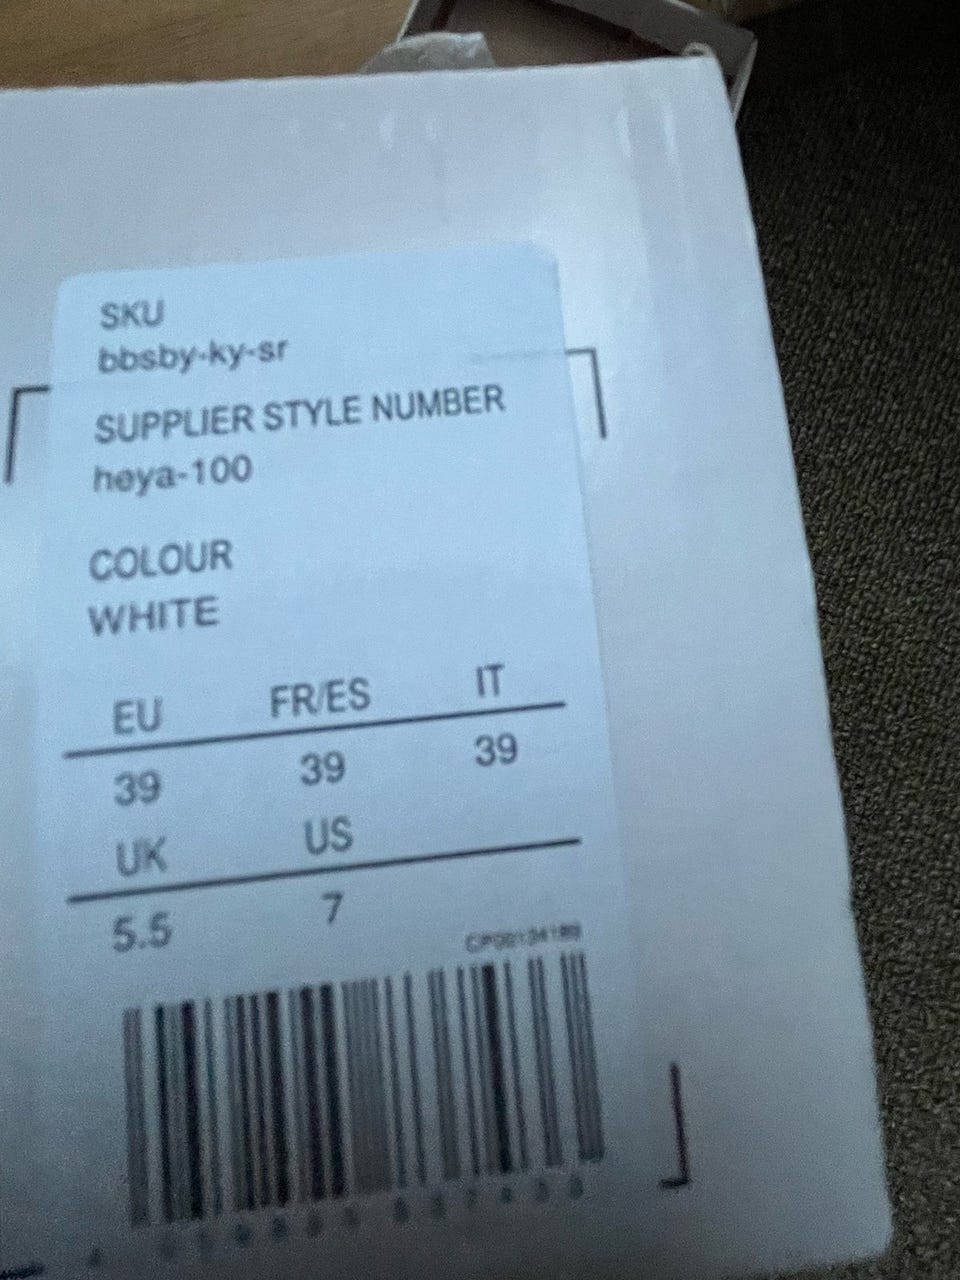 SKU
bbsby-ky-sr
SUPPLIER STYLE NUMBER
heya-100
COLOUR
WHITE
EU FR/ES IT
39 39 39
UK US
5.5 7